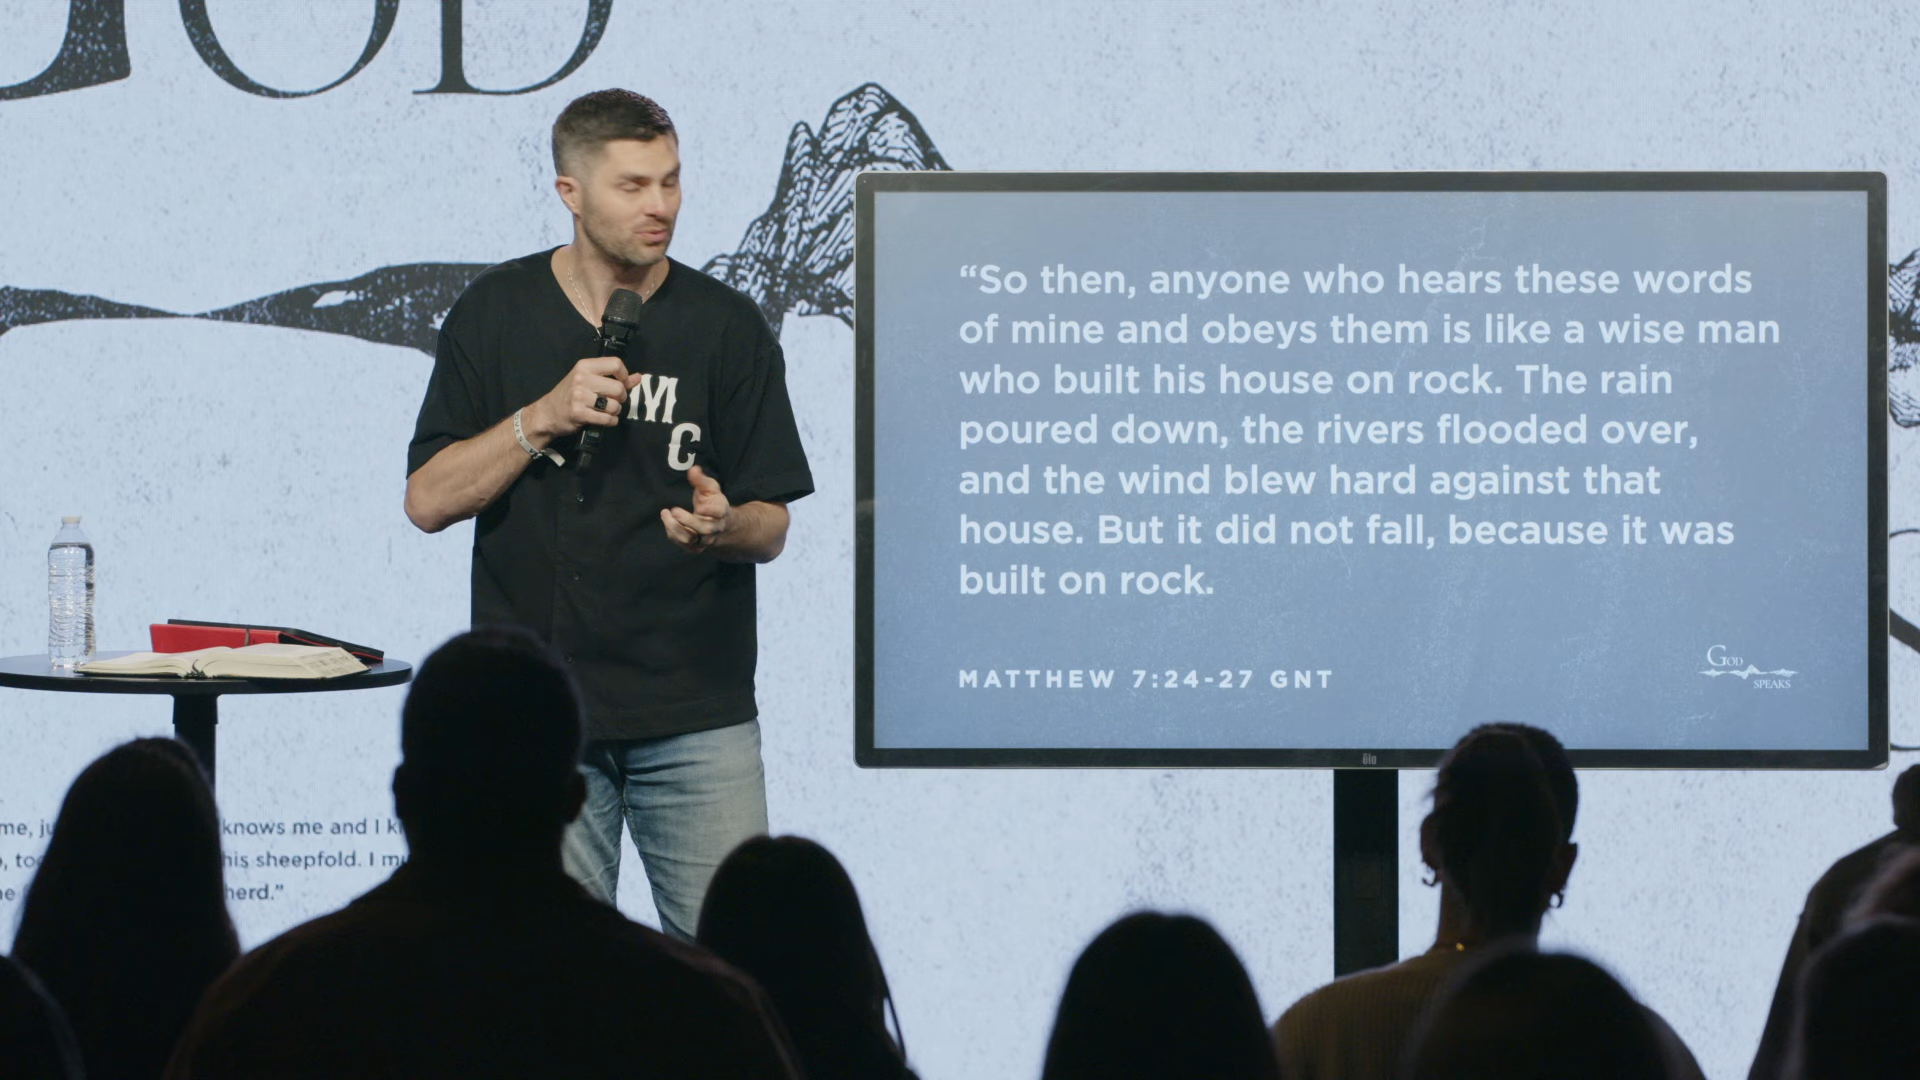 GOD
MC
“So then, anyone who hears these words
of mine and obeys them is like a wise man
who built his house on rock. The rain
poured down, the rivers flooded over,
and the wind blew hard against that
house. But it did not fall, because it was
built on rock.
MATTHEW 7:24-27 GNT
GOD
SPEAKS
elo
knows me and I
his sheepfold. I